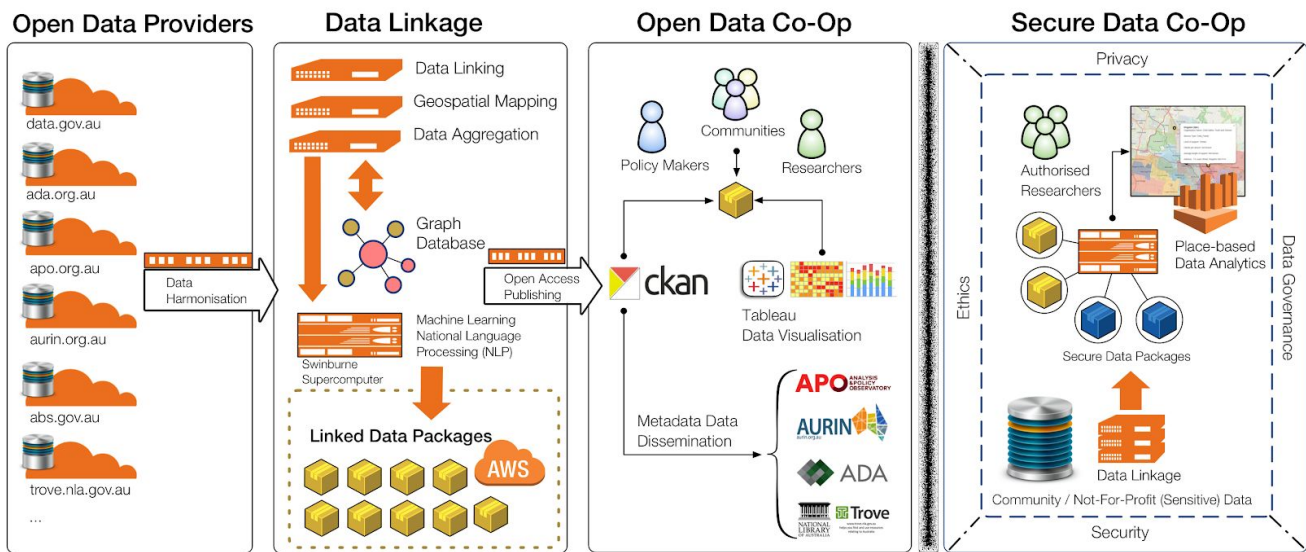 Open Data Providers
data.gov.au
ada.org.au
apo.org.au
aurin.org.au
abs.gov.au
trove.nla.gov.au
...
Data
Harmonisation
Data Linkage
Data Linking
Geospatial Mapping
Data Aggregation
Graph
Database
Machine Learning
National Language
Processing (NLP)
Swinburne
Supercomputer
Linked Data Packages
AWS
Open Access
Publishing
Open Data Co-Op
Communities
Policy Makers
Researchers
ckan
Tableau
Data Visualisation
Metadata Data
Dissemination
APO ANALYSIS
&POLICY
OBSERVATORY
AURIN
aurin.org.au
ADA
NATIONAL
LIBRARY
OF AUSTRALIA
Trove
Secure Data Co-Op
Privacy
Ethics
Data Governance
Security
Authorised
Researchers
Place-based
Data Analytics
Secure Data Packages
Data Linkage
Community / Not-For-Profit (Sensitive) Data